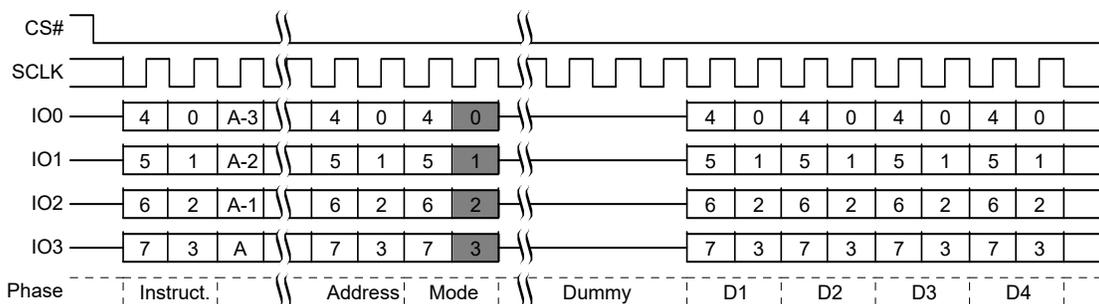 CS#
SCLK
IO0 4 0 A-3 4 0 4 0 4 0 4 0 4 0 4 0
IO1 5 1 A-2 5 1 5 1 5 1 5 1 5 1 5 1
IO2 6 2 A-1 6 2 6 2 6 2 6 2 6 2 6 2
IO3 7 3 A 7 3 7 3 7 3 7 3 7 3 7 3
Phase Instruct. Address Mode Dummy D1 D2 D3 D4